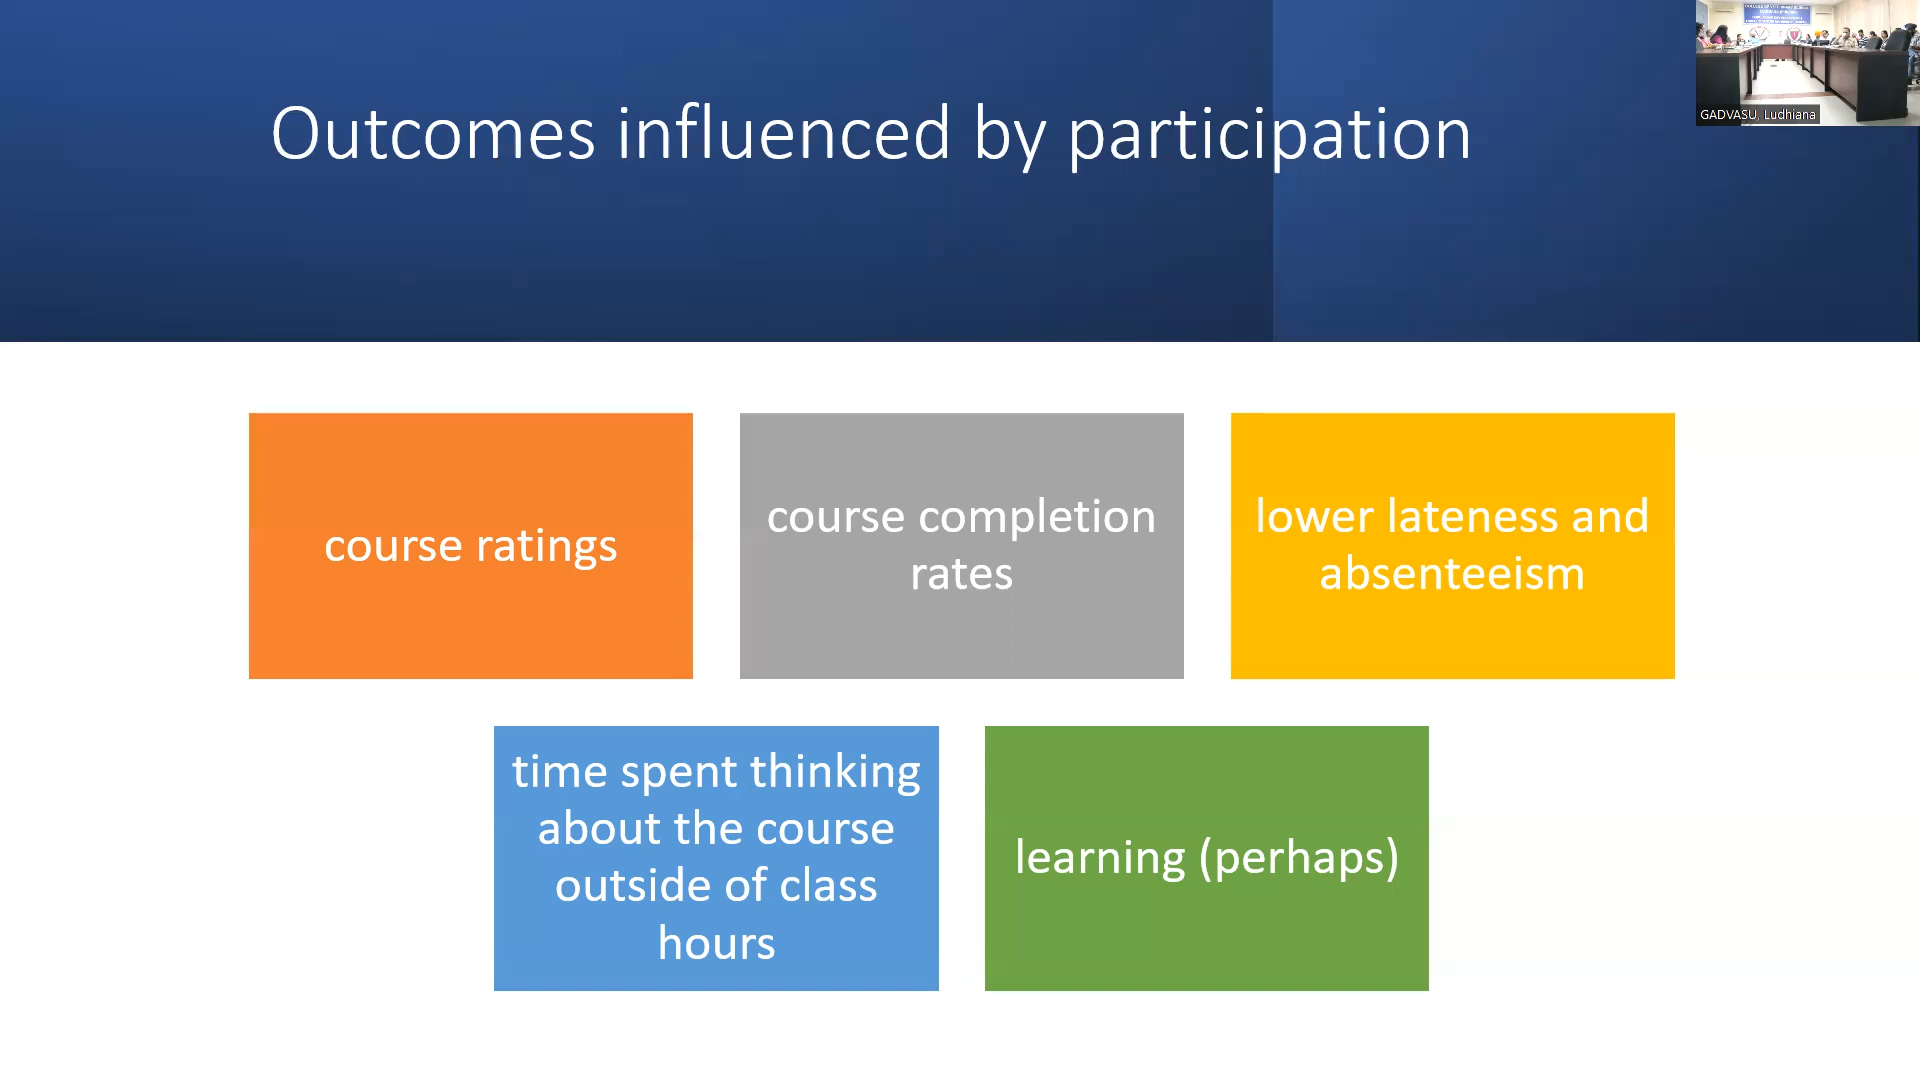 Outcomes influenced by participation
GADVASU, Ludhiana
course ratings
course completion
rates
lower lateness and
absenteeism
time spent thinking
about the course
outside of class
hours
learning (perhaps)